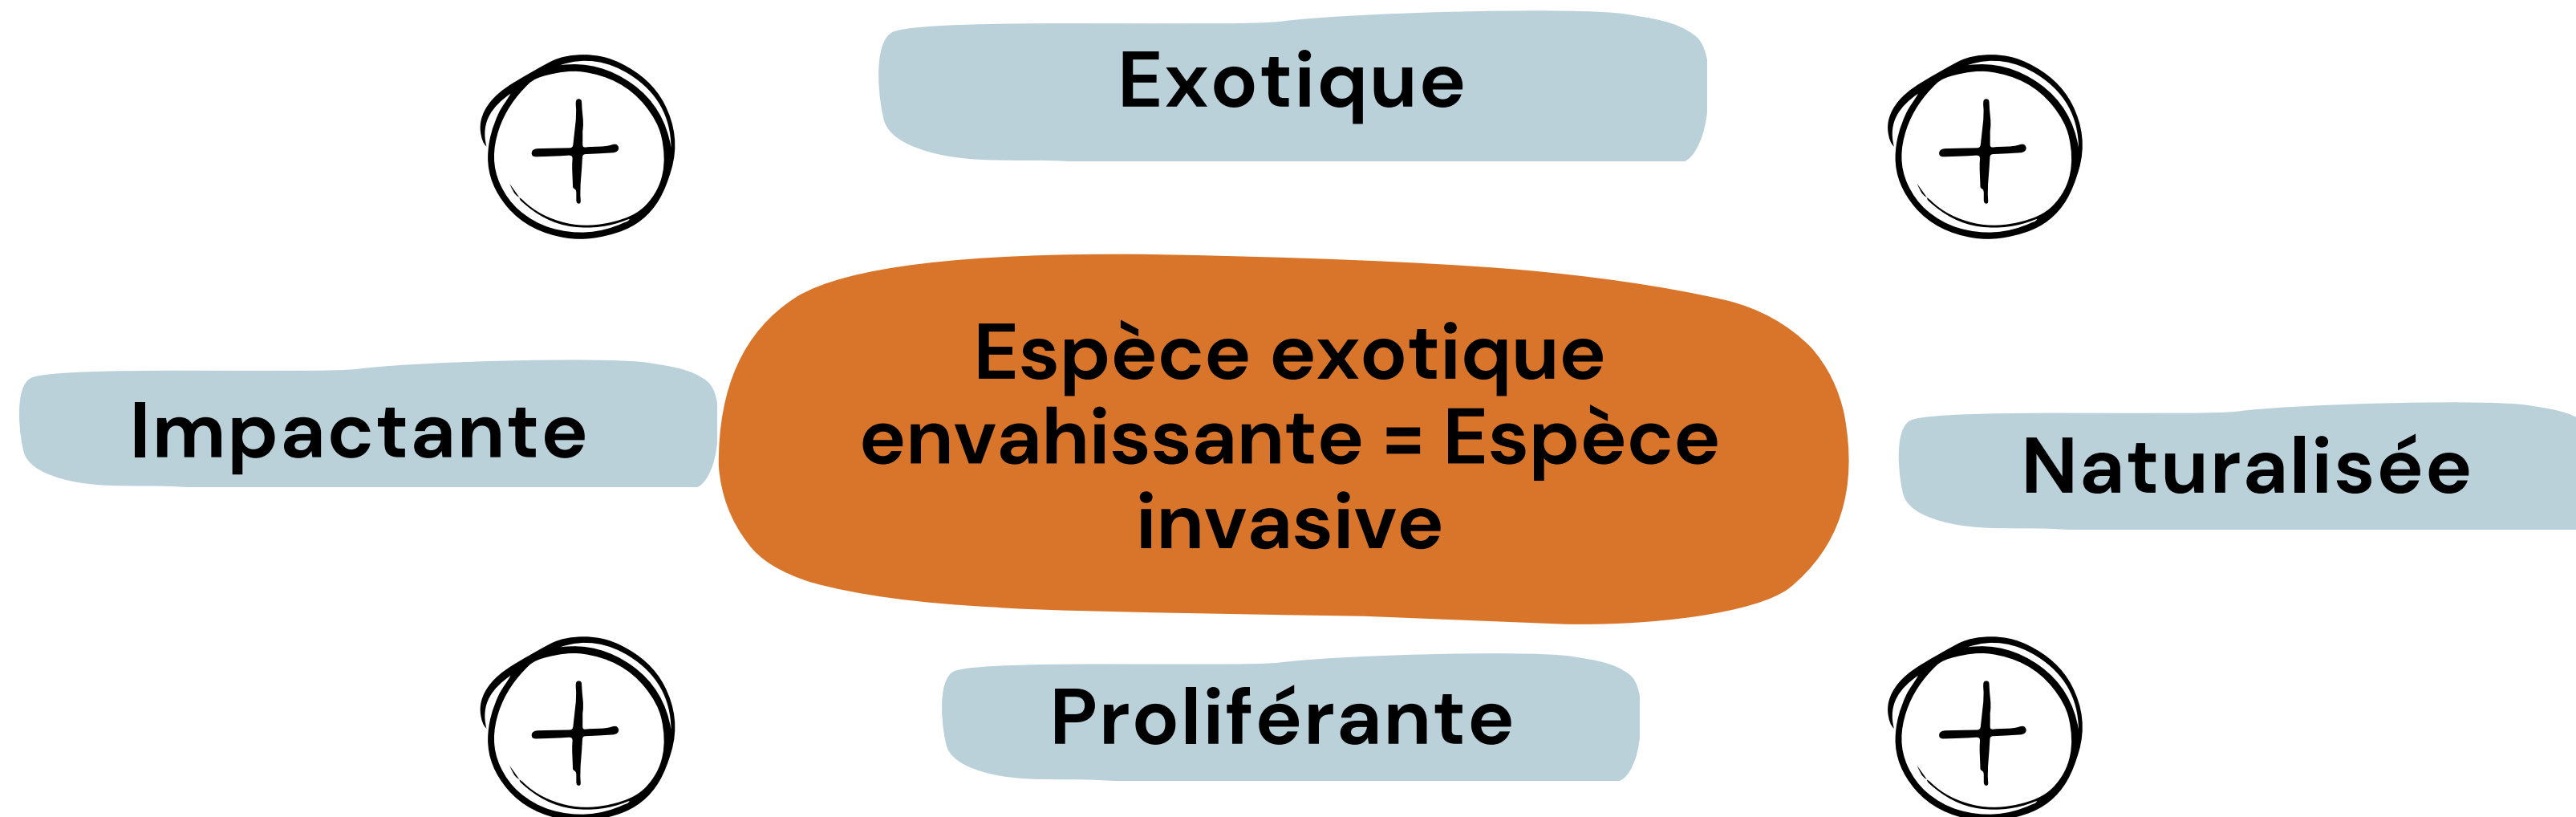 Exotique
Espèce exotique
envahissante = Espèce
invasive
Impactante
Naturalisée
Proliférante